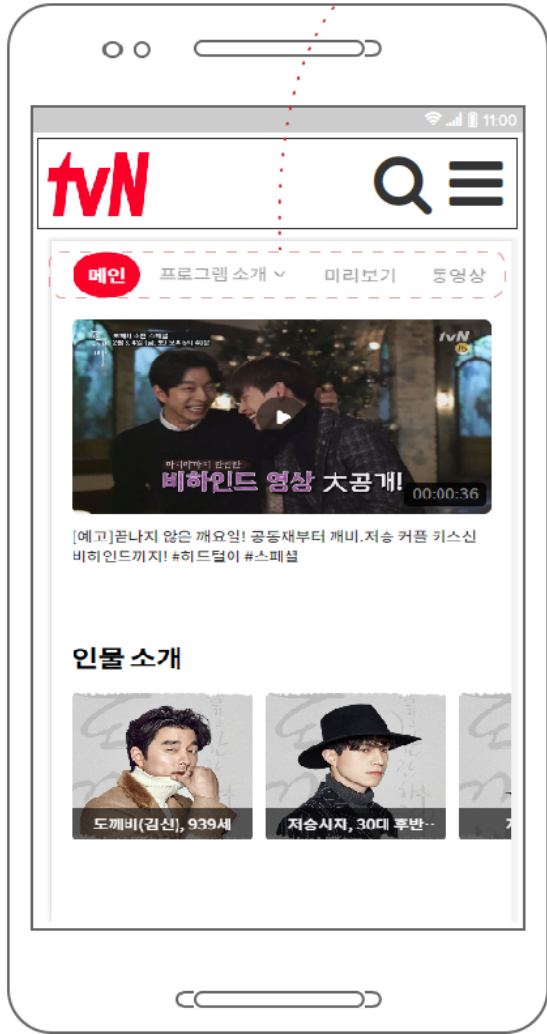 11:00
tvN
메인 프로그램 소개 미리보기 동영상
tvN
15
비하인드 영상 大공개!
00:00:36
[예고]끝나지 않은 깨요일! 공동재부터 깨비.저승 커플 키스신
비하인드까지! #하드털이 #스페셜
인물 소개
도깨비(김신), 939세
저승사자, 30대 후반··